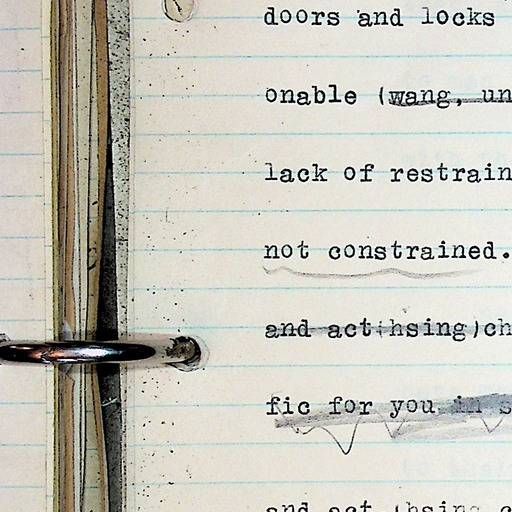 doors and locks
onable (wang, un
lack of restrain
not constrained.
and act(hsing)ch
fic for you in s
and act (hsing c